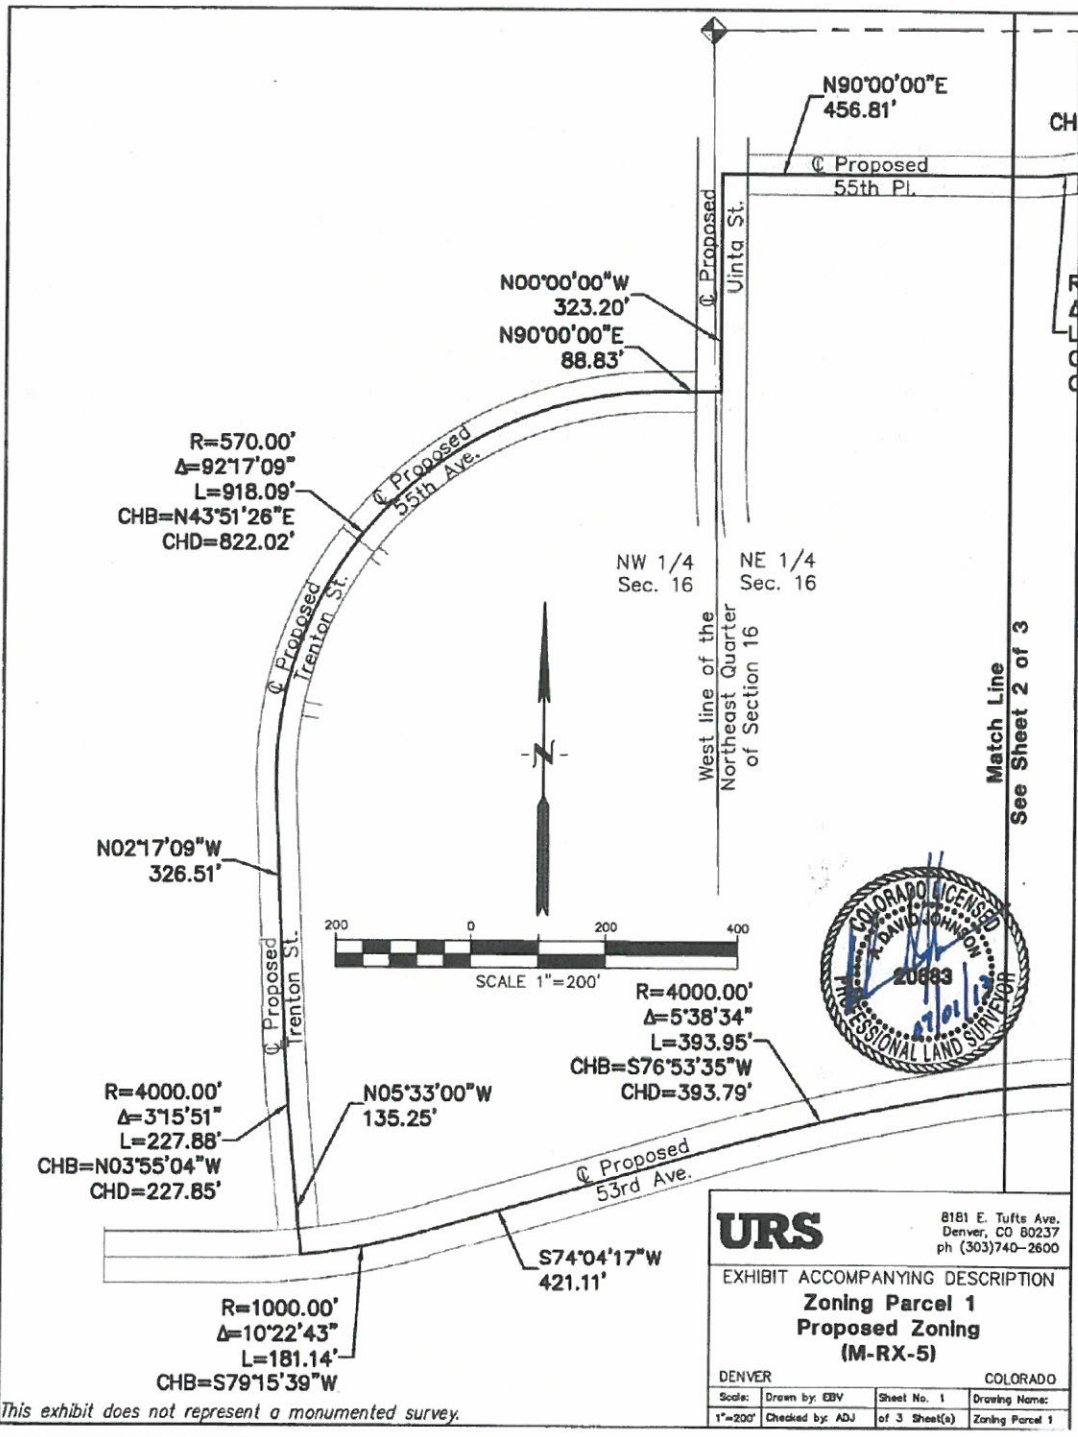 N90°00'00"E
456.81'
CH
℄ Proposed
55th Pl.
℄ Proposed
Uinta St.
N00°00'00"W
323.20'
N90°00'00"E
88.83'
R
Δ
L
C
C
R=570.00'
Δ=92°17'09"
L=918.09'
CHB=N43°51'26"E
CHD=822.02'
℄ Proposed
55th Ave.
NW 1/4
Sec. 16
NE 1/4
Sec. 16
℄ Proposed
Trenton St.
West line of the
Northeast Quarter
of Section 16
Match Line
See Sheet 2 of 3
N
N02°17'09"W
326.51'
200 0 200 400
SCALE 1"=200'
COLORADO LICENSED
A. DAVID JOHNSON
20683
PROFESSIONAL LAND SURVEYOR
℄ Proposed
Trenton St.
R=4000.00'
Δ=5°38'34"
L=393.95'
CHB=S76°53'35"W
CHD=393.79'
R=4000.00'
Δ=3°15'51"
L=227.88'
CHB=N03°55'04"W
CHD=227.85'
N05°33'00"W
135.25'
℄ Proposed
53rd Ave.
S74°04'17"W
421.11'
R=1000.00'
Δ=10°22'43"
L=181.14'
CHB=S79°15'39"W
This exhibit does not represent a monumented survey.
URS
8181 E. Tufts Ave.
Denver, CO 80237
ph (303)740-2600
EXHIBIT ACCOMPANYING DESCRIPTION
Zoning Parcel 1
Proposed Zoning
(M-RX-5)
DENVER COLORADO
Scale: Drawn by: EBV Sheet No. 1 Drawing Name:
1"=200' Checked by: ADJ of 3 Sheet(s) Zoning Parcel 1